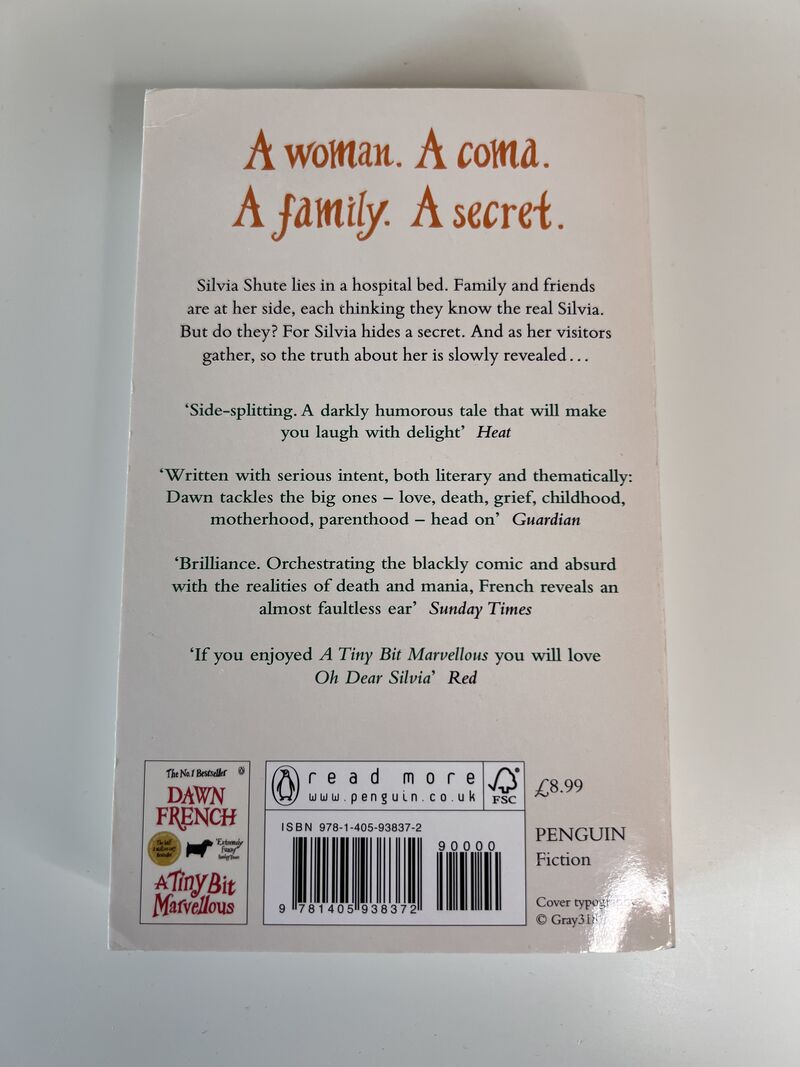 A woman. A coma.
A family. A secret.
Silvia Shute lies in a hospital bed. Family and friends
are at her side, each thinking they know the real Silvia.
But do they? For Silvia hides a secret. And as her visitors
gather, so the truth about her is slowly revealed...
‘Side-splitting. A darkly humorous tale that will make
you laugh with delight’ Heat
‘Written with serious intent, both literary and thematically:
Dawn tackles the big ones – love, death, grief, childhood,
motherhood, parenthood – head on’ Guardian
‘Brilliance. Orchestrating the blackly comic and absurd
with the realities of death and mania, French reveals an
almost faultless ear’ Sunday Times
‘If you enjoyed A Tiny Bit Marvellous you will love
Oh Dear Silvia’ Red
The No.1 Bestseller
DAWN
FRENCH
‘Extremely
funny’
A Tiny Bit
Marvellous
read more
www.penguin.co.uk
FSC
ISBN 978-1-405-93837-2
90000
9 781405 938372
£8.99
PENGUIN
Fiction
Cover typog
© Gray318